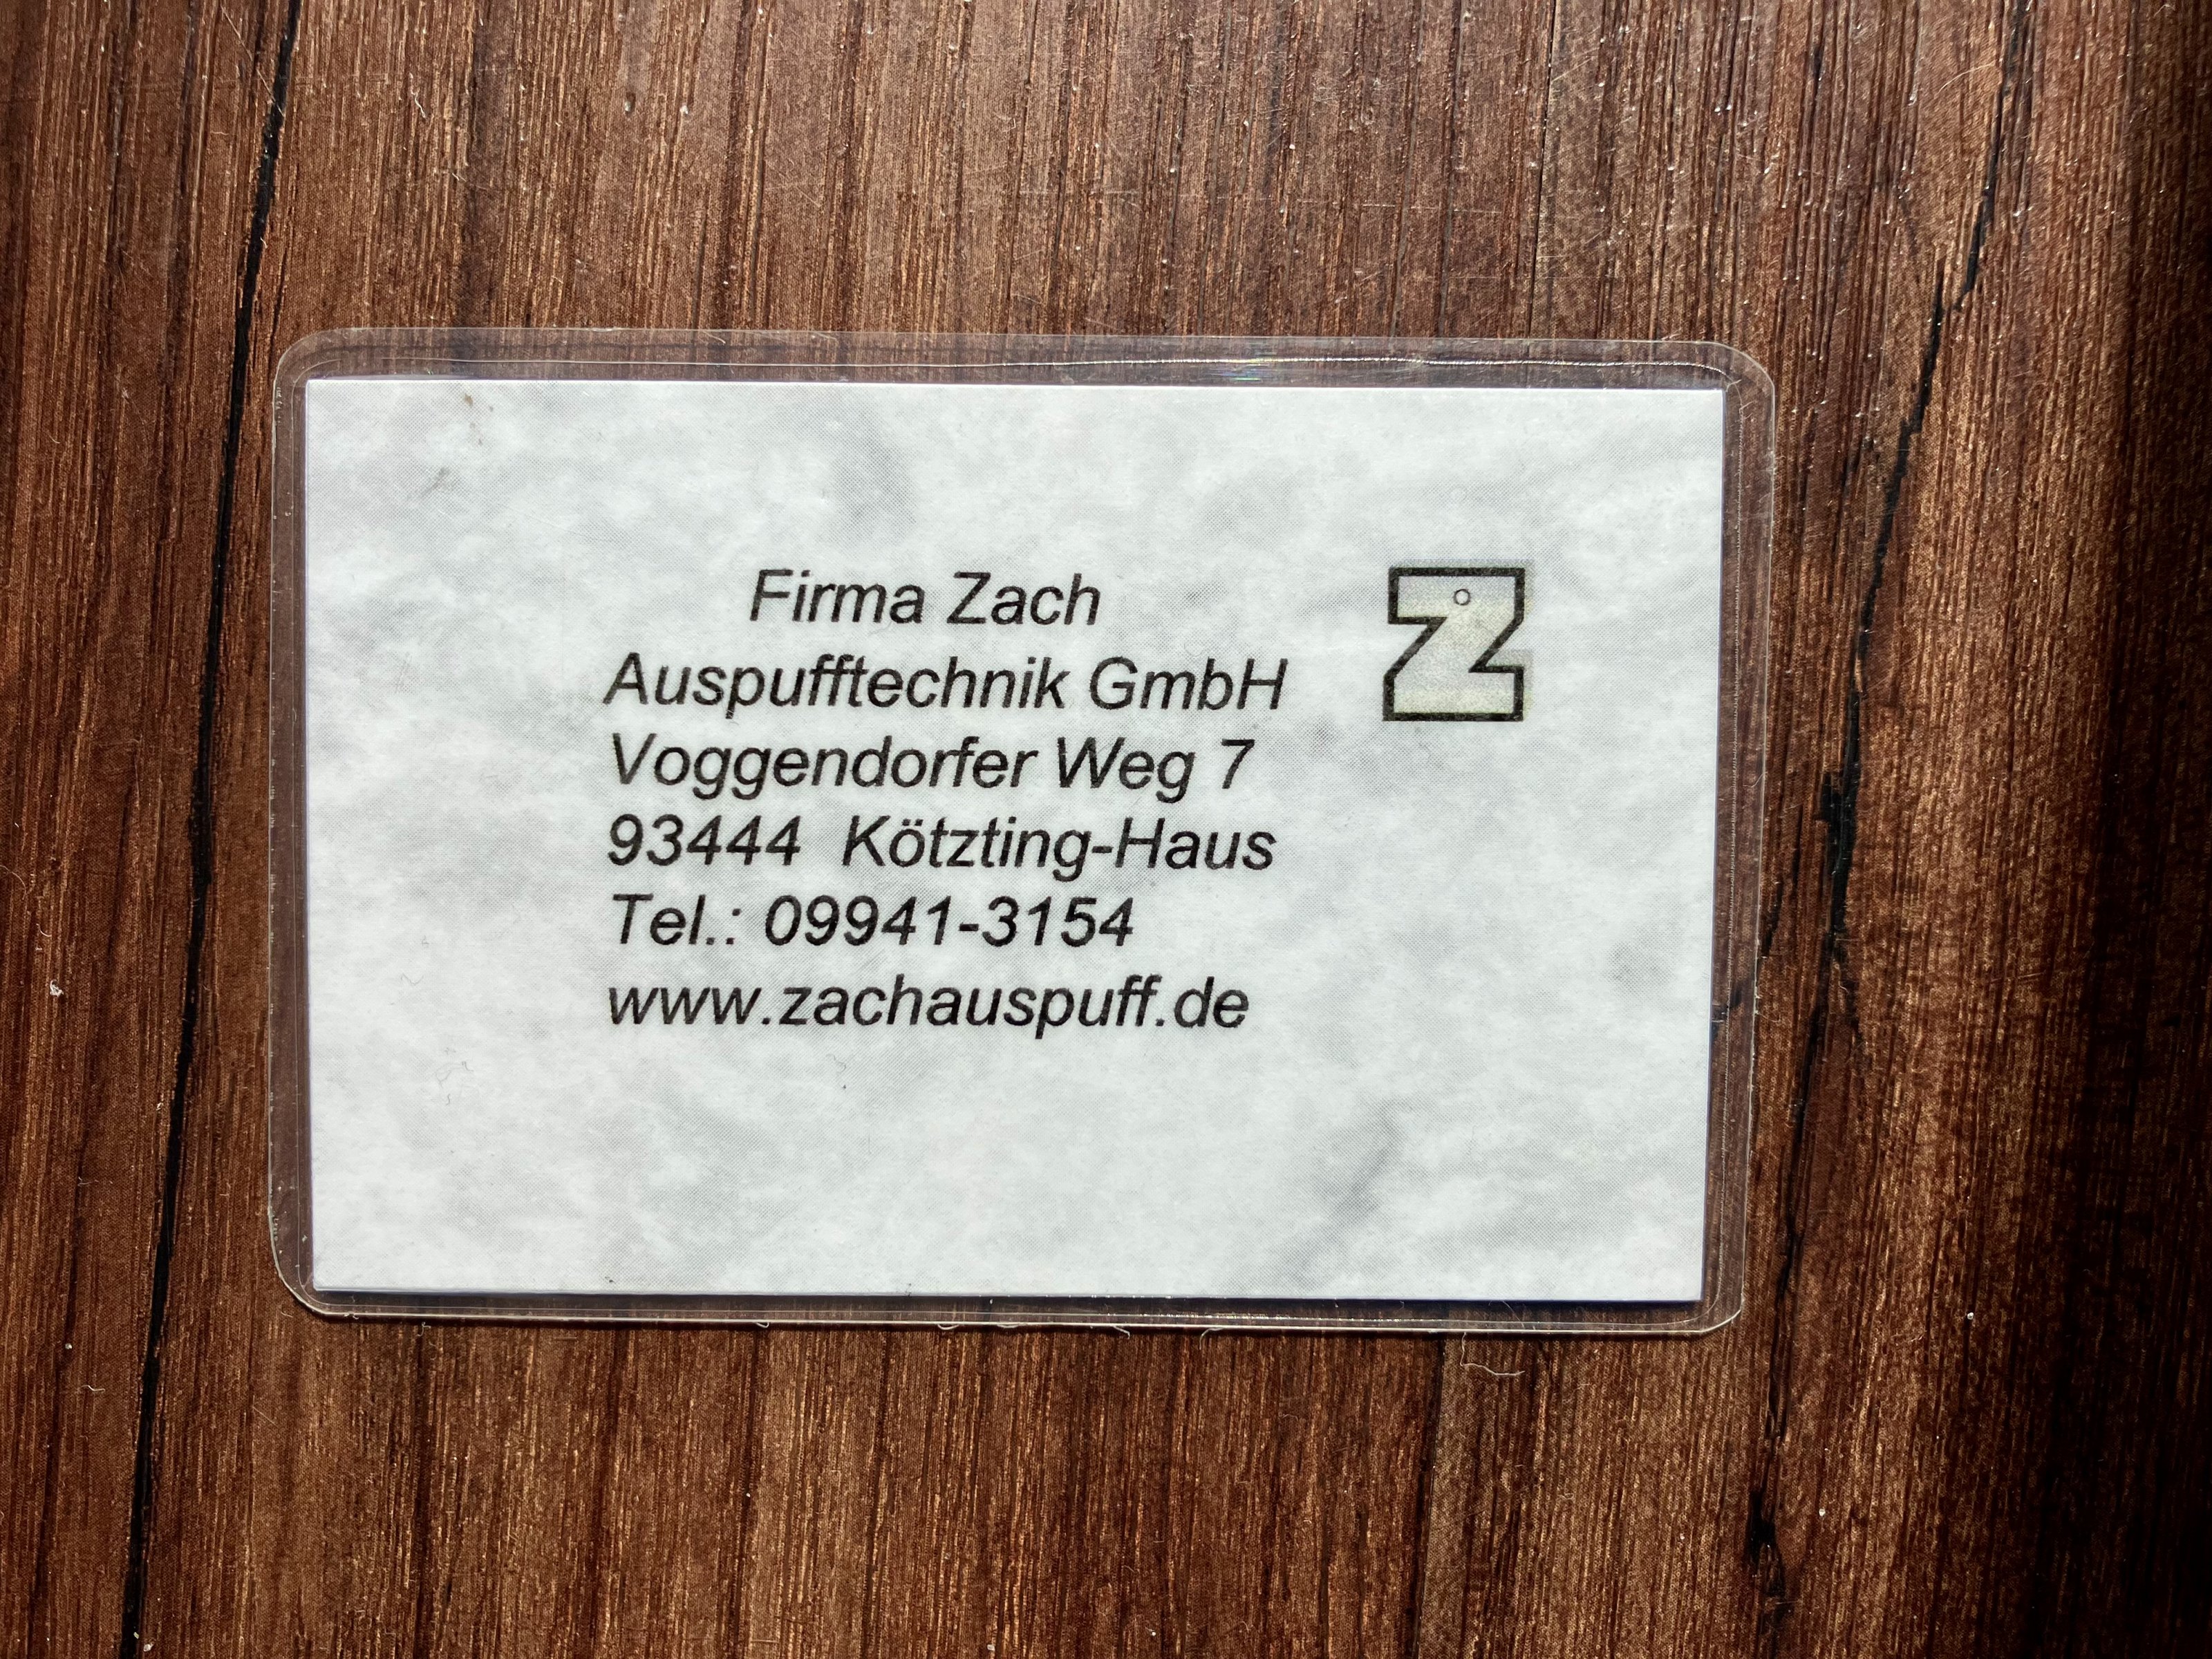 Firma Zach
Auspufftechnik GmbH
Voggendorfer Weg 7
93444 Kötzting-Haus
Tel.: 09941-3154
www.zachauspuff.de
Z